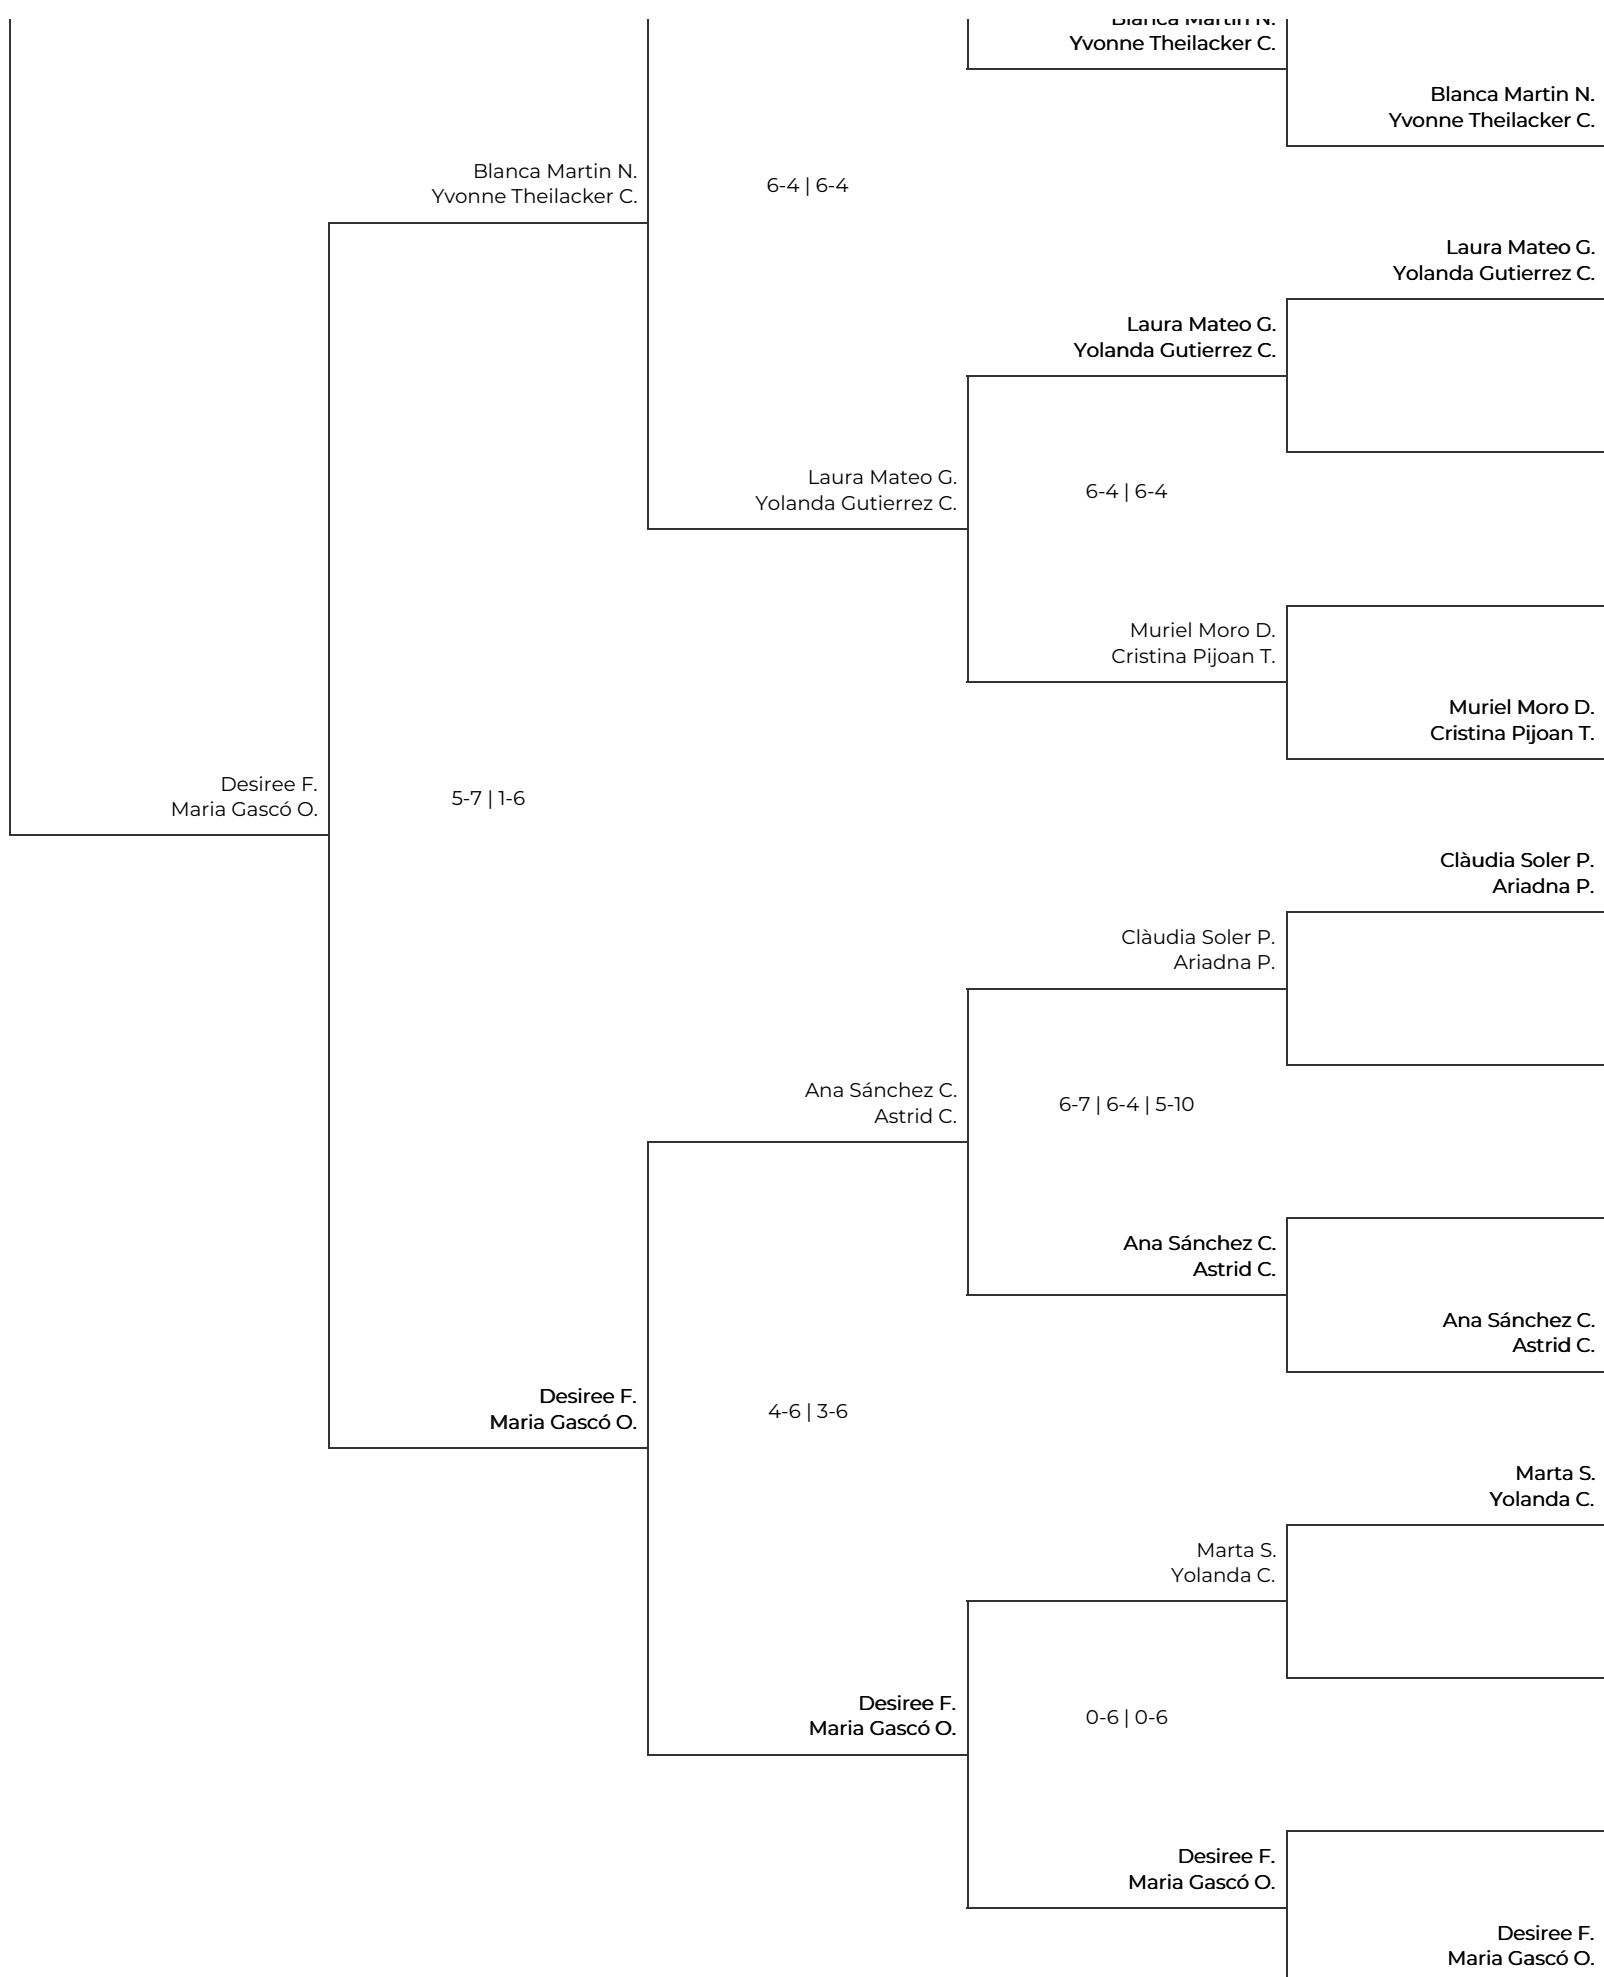 Blanca Martin N.
Yvonne Theilacker C.
Blanca Martin N.
Yvonne Theilacker C.
Blanca Martin N.
Yvonne Theilacker C.
6-4 | 6-4
Laura Mateo G.
Yolanda Gutierrez C.
Laura Mateo G.
Yolanda Gutierrez C.
Laura Mateo G.
Yolanda Gutierrez C.
6-4 | 6-4
Muriel Moro D.
Cristina Pijoan T.
Muriel Moro D.
Cristina Pijoan T.
Desiree F.
Maria Gascó O.
5-7 | 1-6
Clàudia Soler P.
Ariadna P.
Clàudia Soler P.
Ariadna P.
Ana Sánchez C.
Astrid C.
6-7 | 6-4 | 5-10
Ana Sánchez C.
Astrid C.
Ana Sánchez C.
Astrid C.
Desiree F.
Maria Gascó O.
4-6 | 3-6
Marta S.
Yolanda C.
Marta S.
Yolanda C.
Desiree F.
Maria Gascó O.
0-6 | 0-6
Desiree F.
Maria Gascó O.
Desiree F.
Maria Gascó O.